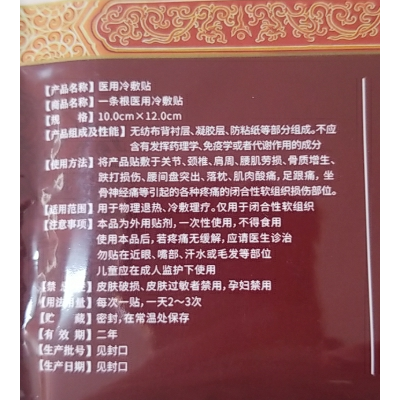 【产品名称】医用冷敷贴
【商品名称】一条根医用冷敷贴
【规 格】10.0cm×12.0cm
【产品组成及性能】无纺布背衬层、凝胶层、防粘纸等部分组成。不应
含有发挥药理学、免疫学或者代谢作用的成分
【使用方法】将产品贴敷于关节、颈椎、肩周、腰肌劳损、骨质增生、
跌打损伤、腰间盘突出、落枕、肌肉酸痛，足跟痛，坐
骨神经痛等引起的各种疼痛的闭合性软组织损伤部位。
【适用范围】用于物理退热、冷敷理疗。仅用于闭合性软组织
【注意事项】本品为外用贴剂，一次性使用，不得食用
使用本品后，若疼痛无缓解，应请医生诊治
勿贴在近眼、嘴部、汗水或毛发等部位
儿童应在成人监护下使用
【禁忌症】皮肤破损、皮肤过敏者禁用，孕妇禁用
【用法用量】每次一贴，一天2～3次
【贮 藏】密封，在常温处保存
【有效期】二年
【生产批号】见封口
【生产日期】见封口